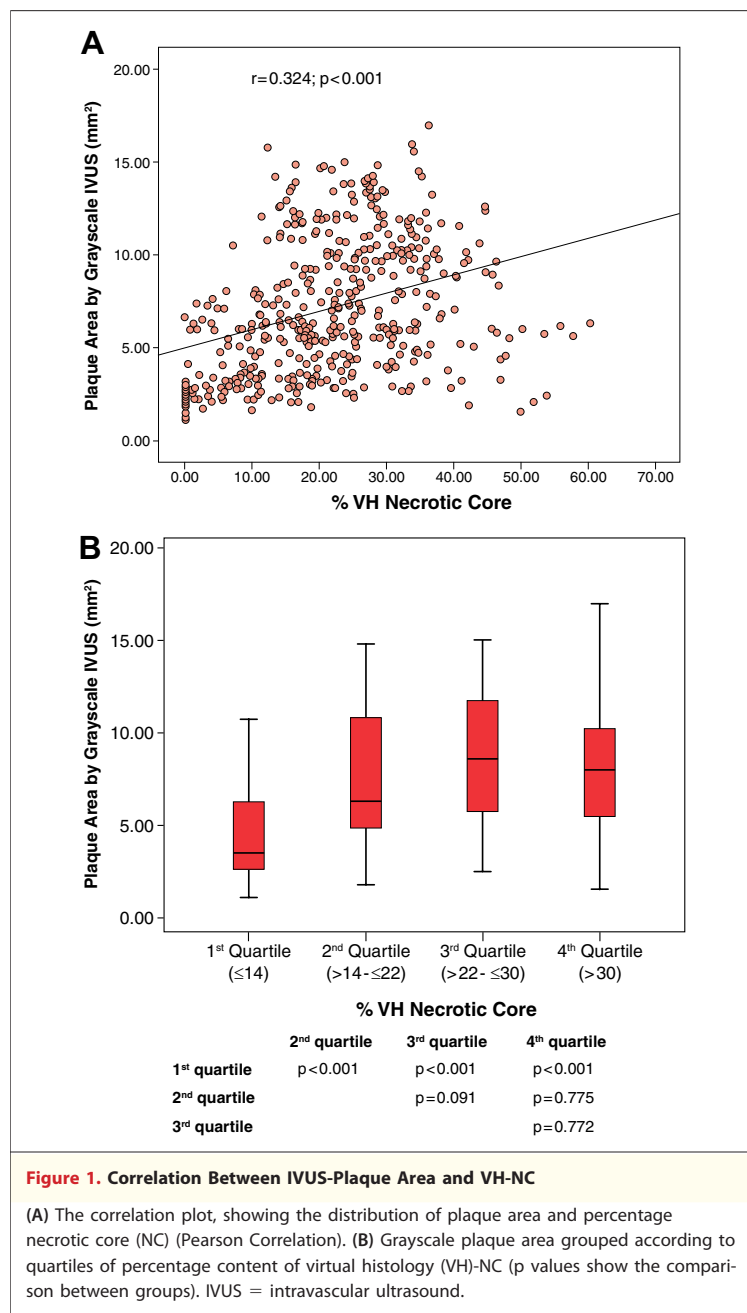 A
20.00
15.00
10.00
5.00
0.00
Plaque Area by Grayscale IVUS (mm²)
r=0.324; p<0.001
0.00 10.00 20.00 30.00 40.00 50.00 60.00 70.00
% VH Necrotic Core
B
20.00
15.00
10.00
5.00
0.00
Plaque Area by Grayscale IVUS (mm²)
1st Quartile 2nd Quartile 3rd Quartile 4th Quartile
(≤14) (>14-≤22) (>22- ≤30) (>30)
% VH Necrotic Core
2nd quartile 3rd quartile 4th quartile
1st quartile p<0.001 p<0.001 p<0.001
2nd quartile p=0.091 p=0.775
3rd quartile p=0.772
Figure 1. Correlation Between IVUS-Plaque Area and VH-NC
(A) The correlation plot, showing the distribution of plaque area and percentage
necrotic core (NC) (Pearson Correlation). (B) Grayscale plaque area grouped according to
quartiles of percentage content of virtual histology (VH)-NC (p values show the compari-
son between groups). IVUS = intravascular ultrasound.